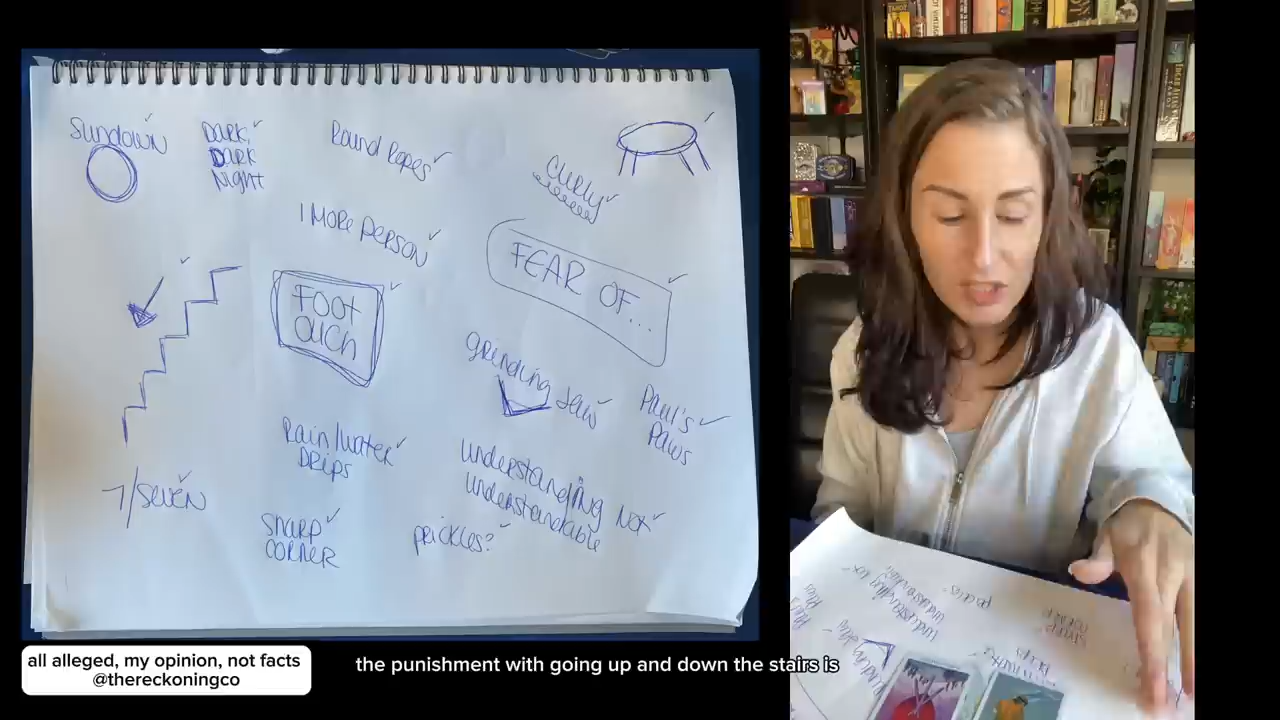 Sundown
DARK,
DARK
Night
Round Ropes
CURLY
1 MORE PERSON
FEAR OF...
FOOT
OUCH
grinding Jaw
Paul's
Paws
Rain/water
DRIPS
understanding Not
understandable
7/SEVEN
SHARP
CORNER
prickles?
all alleged, my opinion, not facts
@thereckoningco
the punishment with going up and down the stairs is